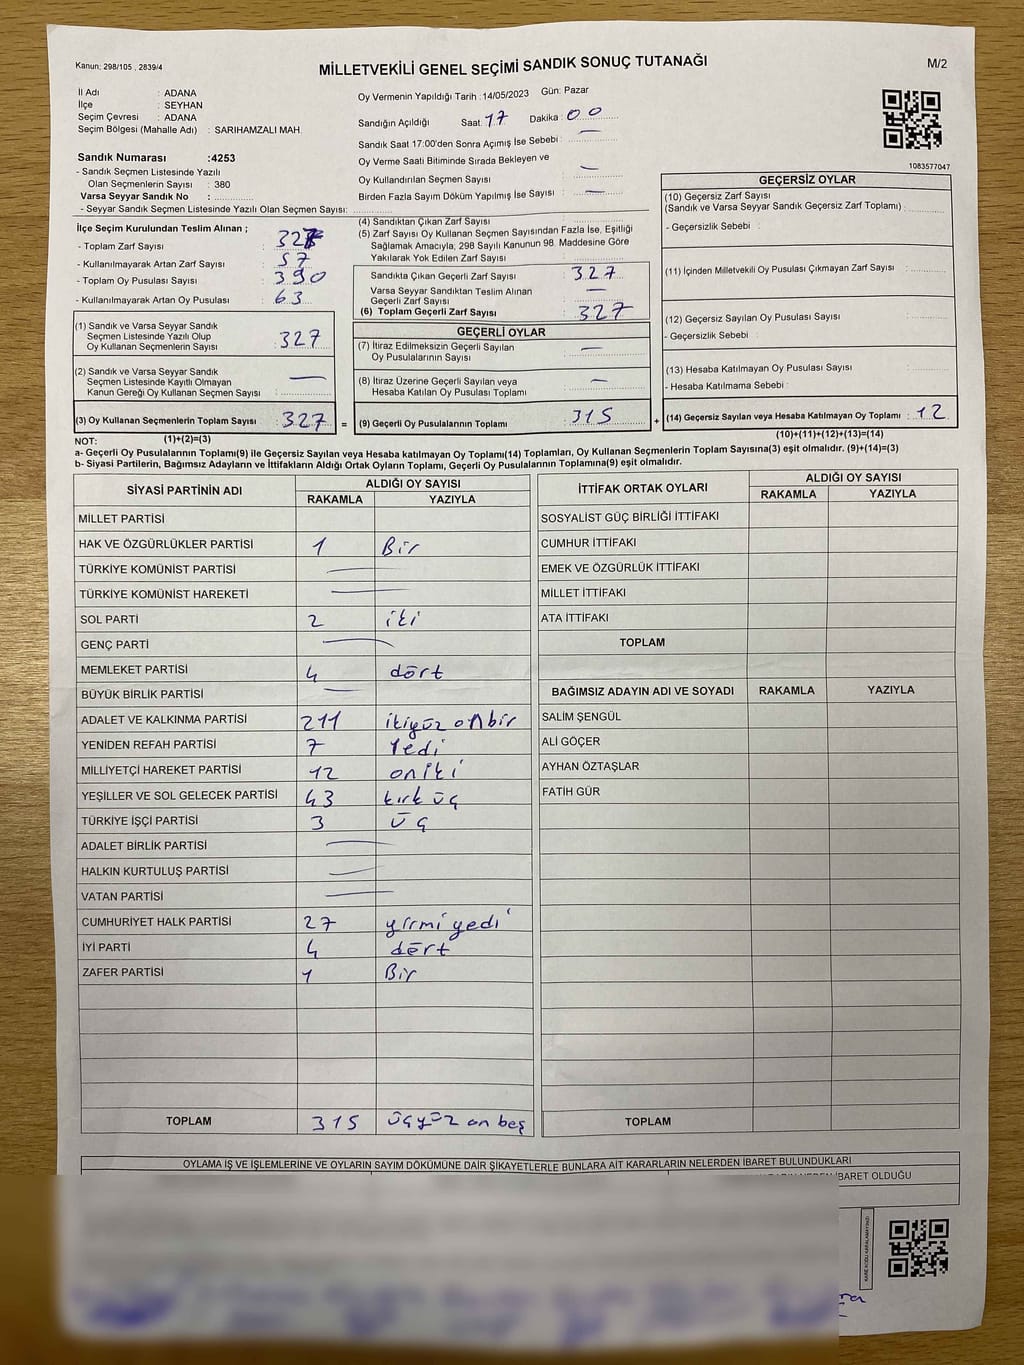 Kanun: 298/105 , 2839/4
MİLLETVEKİLİ GENEL SEÇİMİ SANDIK SONUÇ TUTANAĞI
M/2
İl Adı : ADANA
İlçe : SEYHAN
Seçim Çevresi : ADANA
Seçim Bölgesi (Mahalle Adı) : SARIHAMZALI MAH.
Sandık Numarası :4253
- Sandık Seçmen Listesinde Yazılı
Olan Seçmenlerin Sayısı : 380
Varsa Seyyar Sandık No :
- Seyyar Sandık Seçmen Listesinde Yazılı Olan Seçmen Sayısı:
Oy Vermenin Yapıldığı Tarih :14/05/2023 Gün: Pazar
Sandığın Açıldığı Saat: 17 Dakika : 00
Sandık Saat 17:00'den Sonra Açımış İse Sebebi : —
Oy Verme Saati Bitiminde Sırada Bekleyen ve
Oy Kullandırılan Seçmen Sayısı : —
Birden Fazla Sayım Döküm Yapılmış İse Sayısı : —
1083577047
İlçe Seçim Kurulundan Teslim Alınan ;
- Toplam Zarf Sayısı :
- Kullanılmayarak Artan Zarf Sayısı : 57
- Toplam Oy Pusulası Sayısı : 390
- Kullanılmayarak Artan Oy Pusulası : 63
(1) Sandık ve Varsa Seyyar Sandık
Seçmen Listesinde Yazılı Olup
Oy Kullanan Seçmenlerin Sayısı : 327
(2) Sandık ve Varsa Seyyar Sandık
Seçmen Listesinde Kayıtlı Olmayan
Kanun Gereği Oy Kullanan Seçmen Sayısı : —
(3) Oy Kullanan Seçmenlerin Toplam Sayısı : 327 =
(1)+(2)=(3)
(4) Sandıktan Çıkan Zarf Sayısı :
(5) Zarf Sayısı Oy Kullanan Seçmen Sayısından Fazla İse, Eşitliği
Sağlamak Amacıyla; 298 Sayılı Kanunun 98. Maddesine Göre
Yakılarak Yok Edilen Zarf Sayısı :
Sandıkta Çıkan Geçerli Zarf Sayısı : 327
Varsa Seyyar Sandıktan Teslim Alınan
Geçerli Zarf Sayısı : —
(6) Toplam Geçerli Zarf Sayısı : 327
GEÇERLİ OYLAR
(7) İtiraz Edilmeksizin Geçerli Sayılan
Oy Pusulalarının Sayısı : —
(8) İtiraz Üzerine Geçerli Sayılan veya
Hesaba Katılan Oy Pusulası Toplamı : —
(9) Geçerli Oy Pusulalarının Toplamı : 315 +
GEÇERSİZ OYLAR
(10) Geçersiz Zarf Sayısı
(Sandık ve Varsa Seyyar Sandık Geçersiz Zarf Toplamı) :
- Geçersizlik Sebebi :
(11) İçinden Milletvekili Oy Pusulası Çıkmayan Zarf Sayısı :
(12) Geçersiz Sayılan Oy Pusulası Sayısı :
- Geçersizlik Sebebi :
(13) Hesaba Katılmayan Oy Pusulası Sayısı :
- Hesaba Katılmama Sebebi :
(14) Geçersiz Sayılan veya Hesaba Katılmayan Oy Toplamı : 12
(10)+(11)+(12)+(13)=(14)
NOT:
a- Geçerli Oy Pusulasının Toplamı(9) ile Geçersiz Sayılan veya Hesaba katılmayan Oy Toplamı(14) Toplamları, Oy Kullanan Seçmenlerin Toplam Sayısına(3) eşit olmalıdır. (9)+(14)=(3)
b- Siyasi Partilerin, Bağımsız Adayların ve İttifakların Aldığı Ortak Oyların Toplamı, Geçerli Oy Pusulalarının Toplamına(9) eşit olmalıdır.
SİYASİ PARTİNİN ADI ALDIĞI OY SAYISI
RAKAMLA YAZIYLA
MİLLET PARTİSİ
HAK VE ÖZGÜRLÜKLER PARTİSİ 1 Bir
TÜRKİYE KOMÜNİST PARTİSİ —
TÜRKİYE KOMÜNİST HAREKETİ —
SOL PARTİ 2 iki
GENÇ PARTİ —
MEMLEKET PARTİSİ 4 dört
BÜYÜK BİRLİK PARTİSİ —
ADALET VE KALKINMA PARTİSİ 211 ikiyüz onbir
YENİDEN REFAH PARTİSİ 7 Yedi
MİLLİYETÇİ HAREKET PARTİSİ 12 oniki
YEŞİLLER VE SOL GELECEK PARTİSİ 43 kırk üç
TÜRKİYE İŞÇİ PARTİSİ 3 üç
ADALET BİRLİK PARTİSİ —
HALKIN KURTULUŞ PARTİSİ —
VATAN PARTİSİ —
CUMHURİYET HALK PARTİSİ 27 yirmi yedi
İYİ PARTİ 4 dört
ZAFER PARTİSİ 1 Bir
TOPLAM 315 üçyüz on beş
İTTİFAK ORTAK OYLARI ALDIĞI OY SAYISI
RAKAMLA YAZIYLA
SOSYALİST GÜÇ BİRLİĞİ İTTİFAKI
CUMHUR İTTİFAKI
EMEK VE ÖZGÜRLÜK İTTİFAKI
MİLLET İTTİFAKI
ATA İTTİFAKI
TOPLAM
BAĞIMSIZ ADAYIN ADI VE SOYADI RAKAMLA YAZIYLA
SALİM ŞENGÜL
ALİ GÖÇER
AYHAN ÖZTAŞLAR
FATİH GÜR
TOPLAM
OYLAMA İŞ VE İŞLEMLERİNE VE OYLARIN SAYIM DÖKÜMÜNE DAİR ŞİKAYETLERLE BUNLARA AİT KARARLARIN NELERDEN İBARET BULUNDUKLARI
İBARET OLDUĞU